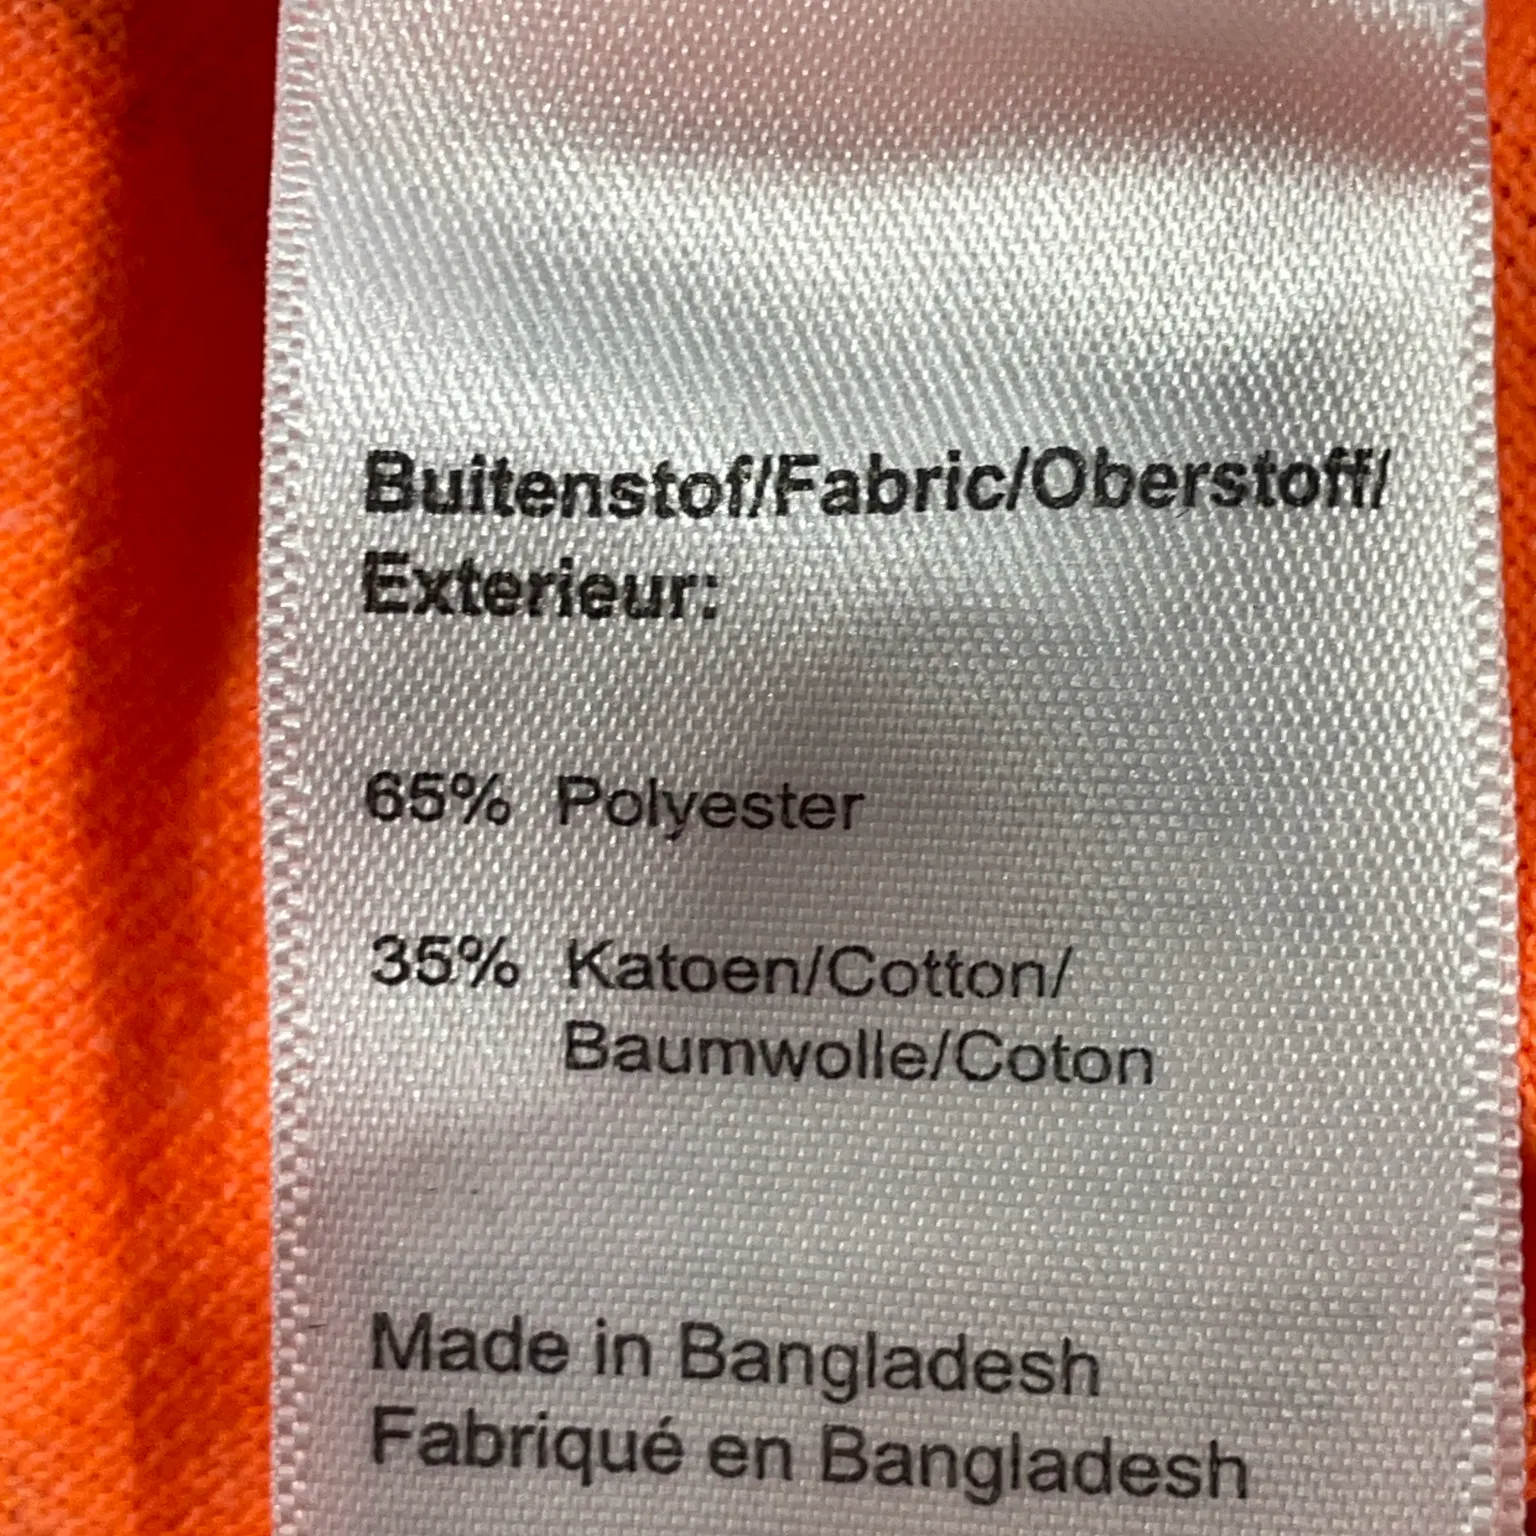 Buitenstof/Fabric/Oberstoff/
Exterieur:
65% Polyester
35% Katoen/Cotton/
Baumwolle/Coton
Made in Bangladesh
Fabriqué en Bangladesh